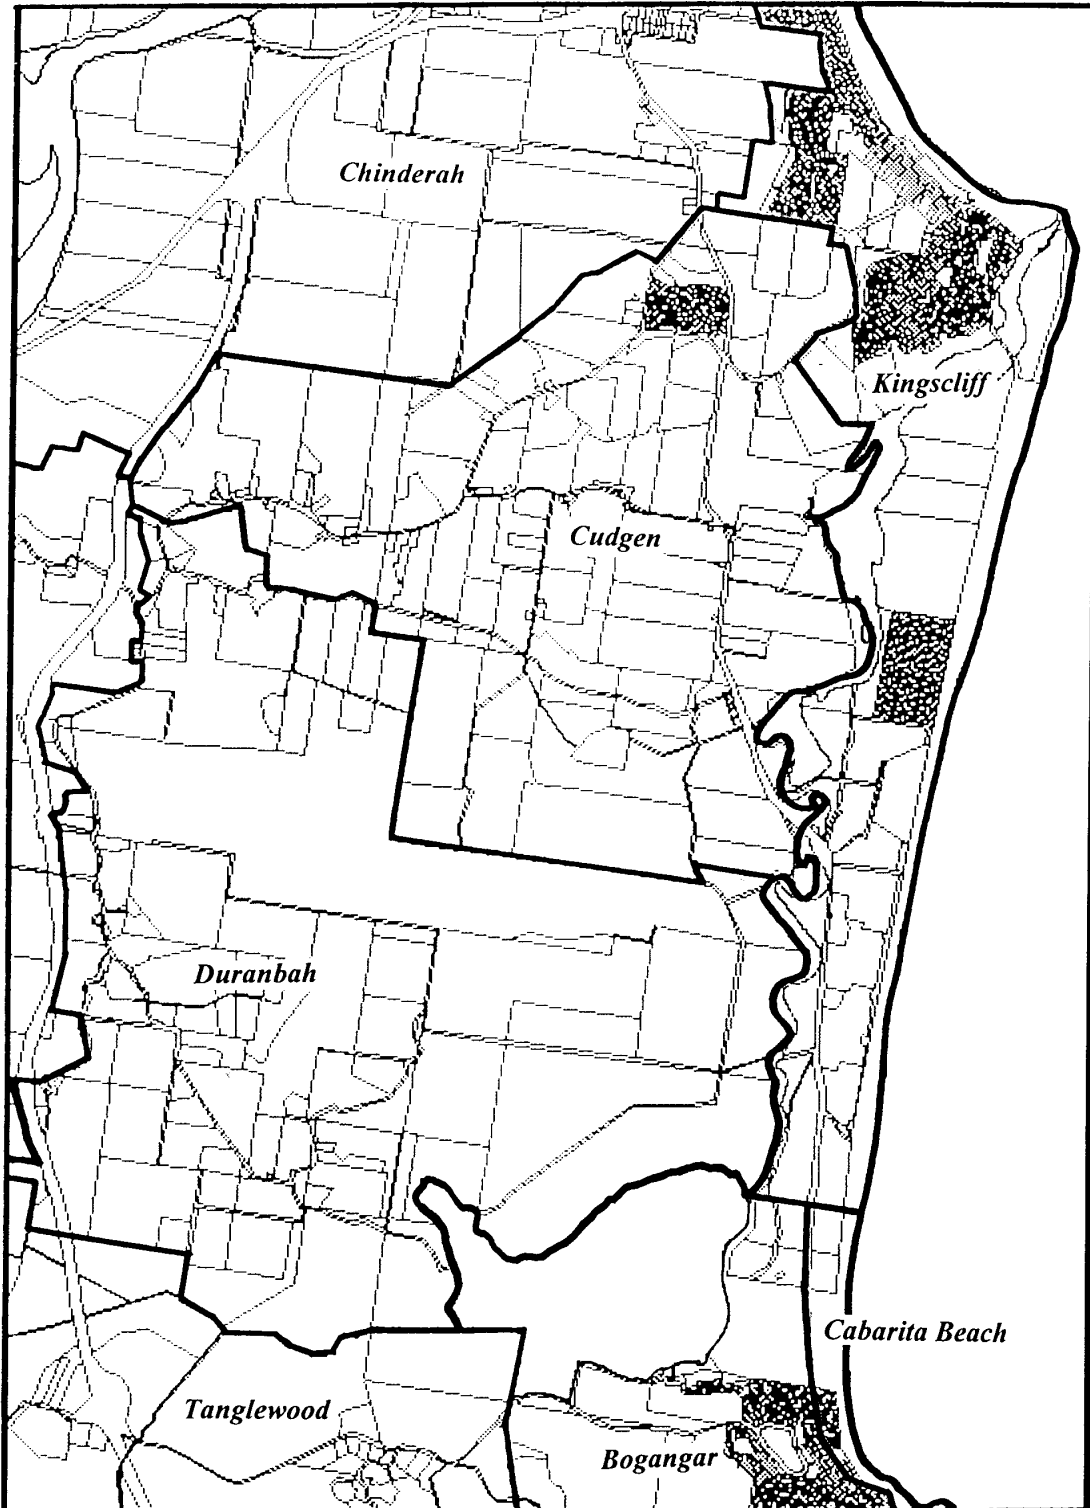 Chinderah
Kingscliff
Cudgen
Duranbah
Cabarita Beach
Tanglewood
Bogangar